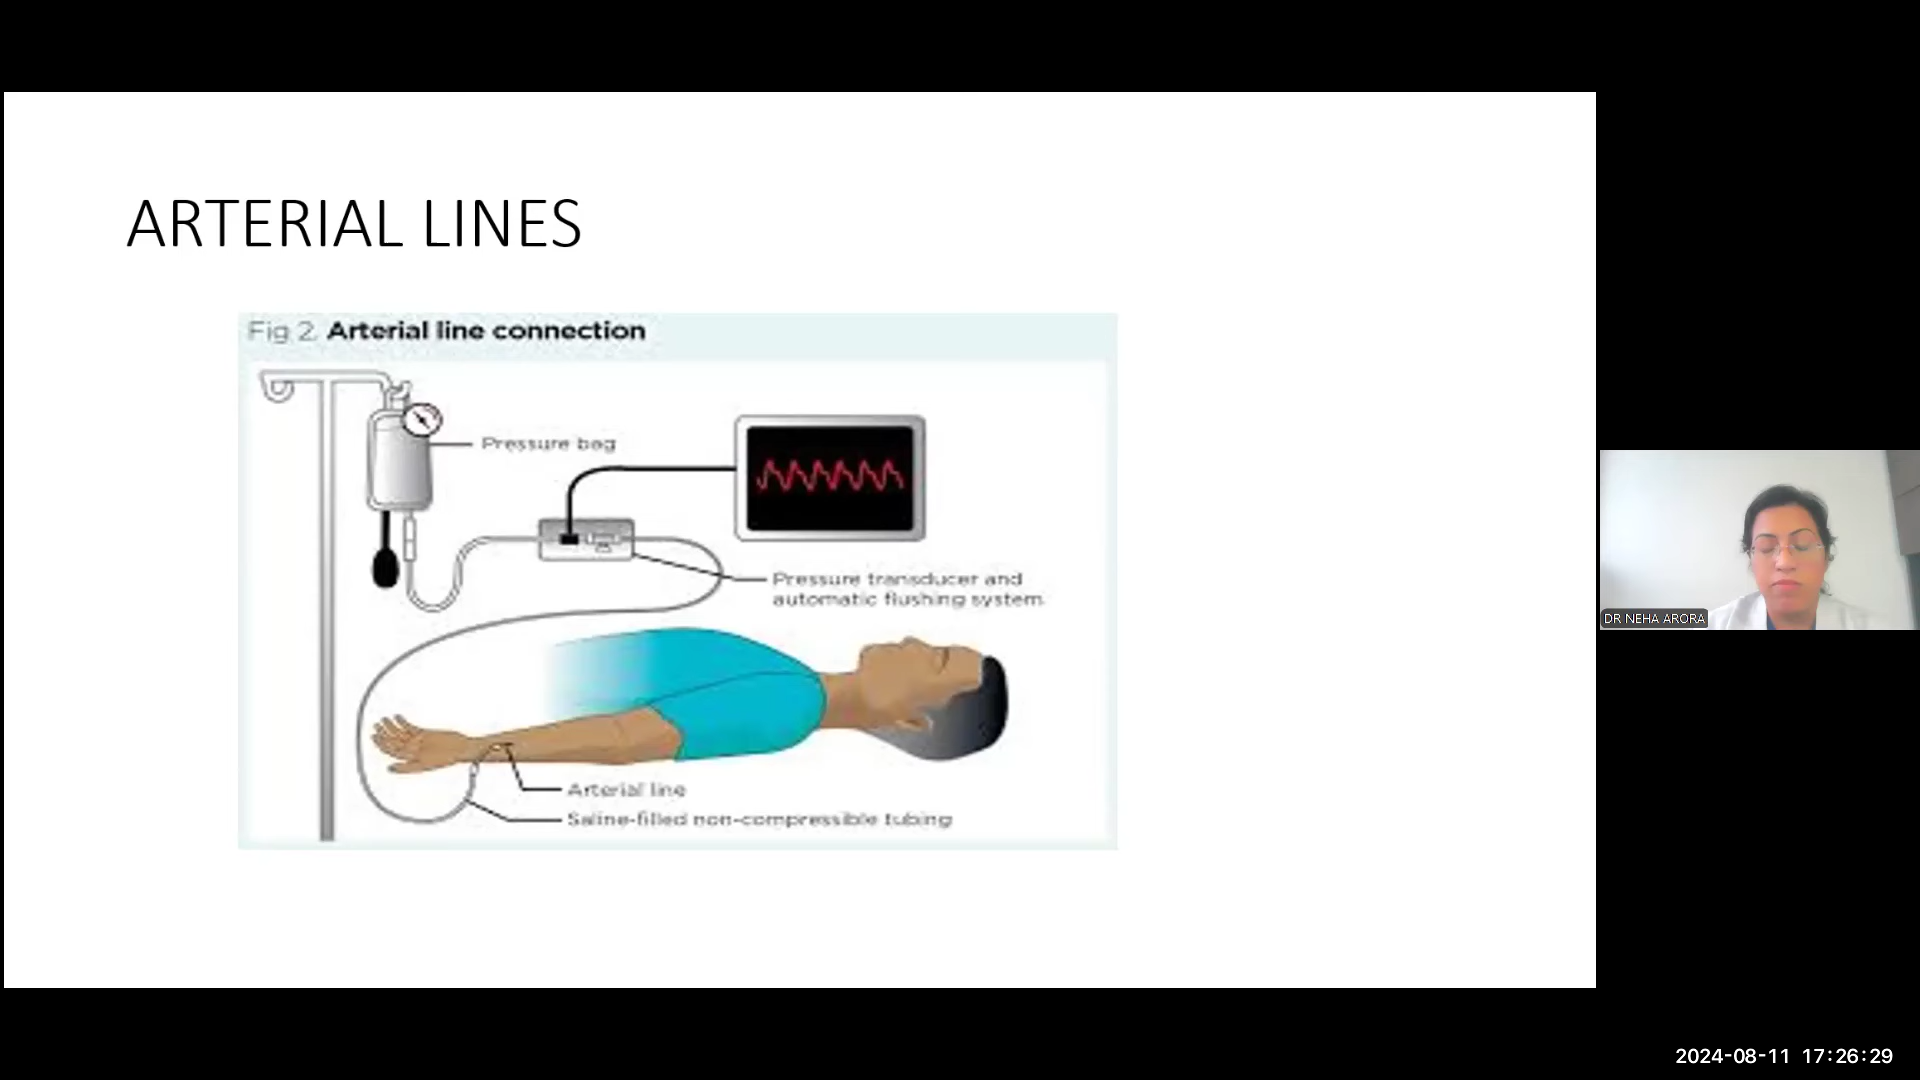 ARTERIAL LINES
Fig 2. Arterial line connection
Pressure bag
Pressure transducer and
automatic flushing system
Arterial line
Saline-filled non-compressible tubing
DR NEHA ARORA
2024-08-11 17:26:29